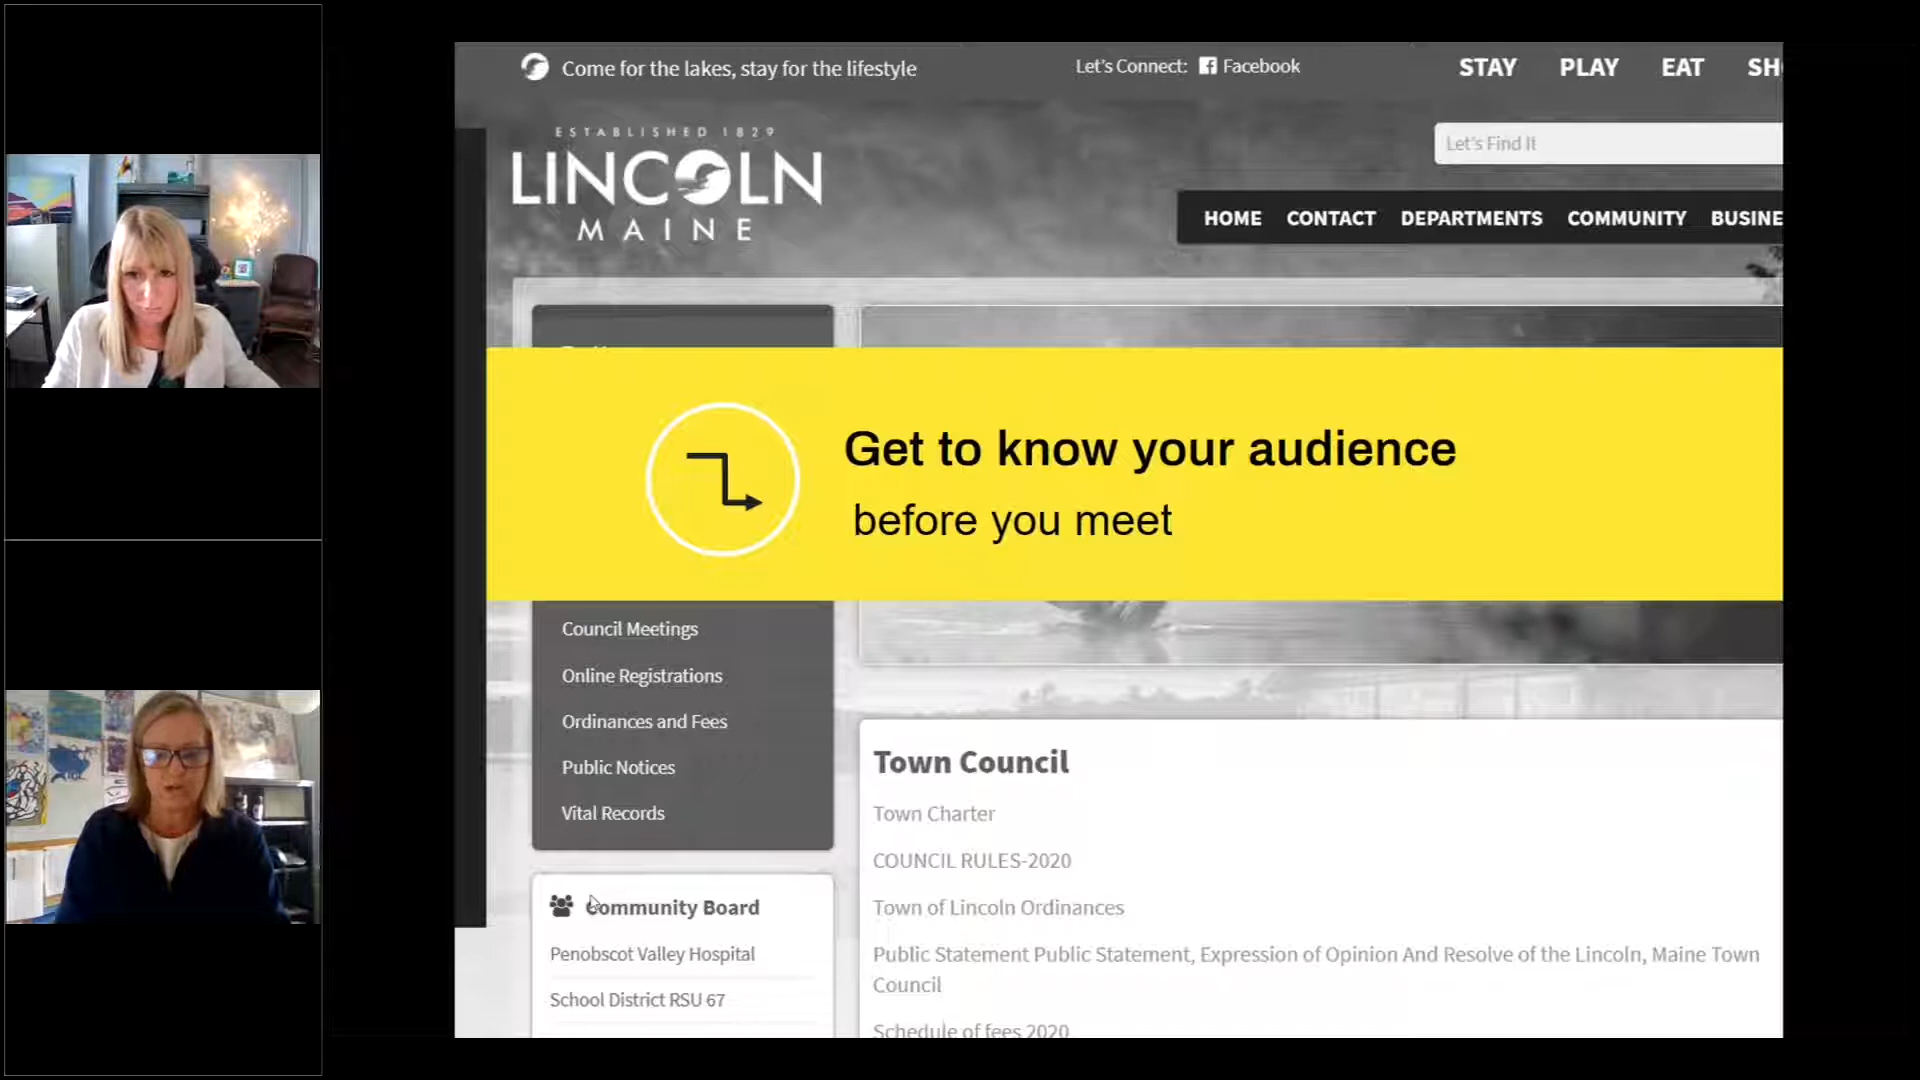 Come for the lakes, stay for the lifestyle
Let's Connect: Facebook
STAY PLAY EAT
Let's Find It
ESTABLISHED 1829
LINCOLN
MAINE
HOME CONTACT DEPARTMENTS COMMUNITY BUSINE
Get to know your audience
before you meet
Council Meetings
Online Registrations
Ordinances and Fees
Public Notices
Vital Records
Community Board
Penobscot Valley Hospital
School District RSU 67
Town Council
Town Charter
COUNCIL RULES-2020
Town of Lincoln Ordinances
Public Statement Public Statement, Expression of Opinion And Resolve of the Lincoln, Maine Town
Council
Schedule of fees 2020